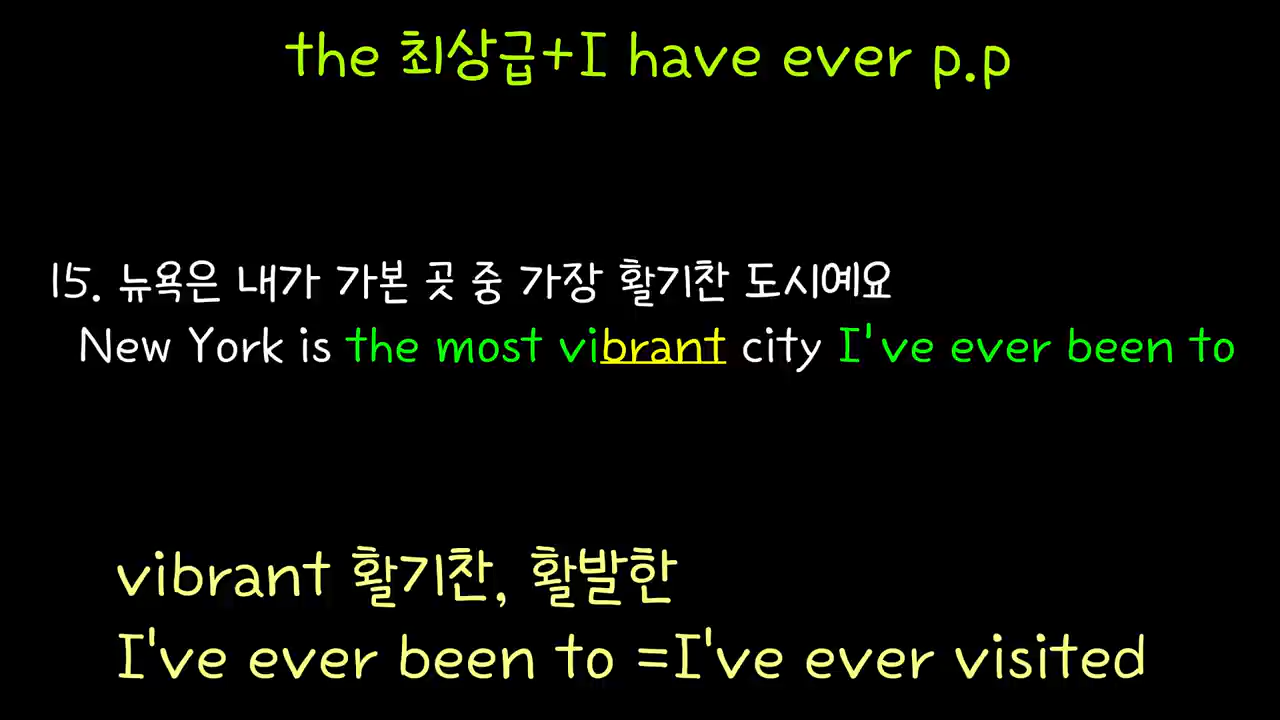 the 최상급+I have ever p.p
15. 뉴욕은 내가 가본 곳 중 가장 활기찬 도시예요
New York is the most vibrant city I've ever been to
vibrant 활기찬, 활발한
I've ever been to =I've ever visited